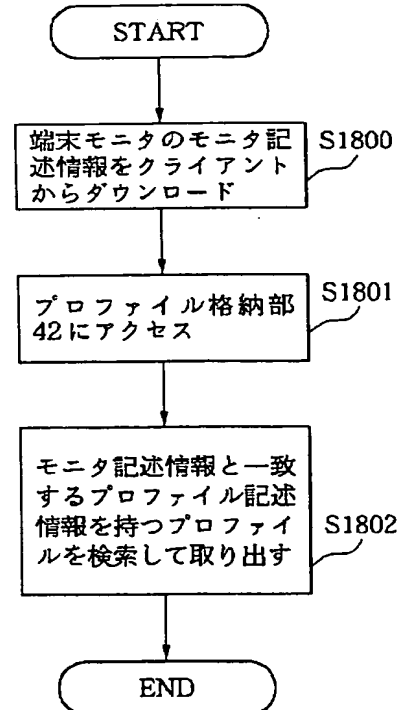 START
端末モニタのモニタ記
述情報をクライアント
からダウンロード
S1800
プロファイル格納部
42にアクセス
S1801
モニタ記述情報と一致
するプロファイル記述
情報を持つプロファイ
ルを検索して取り出す
S1802
END